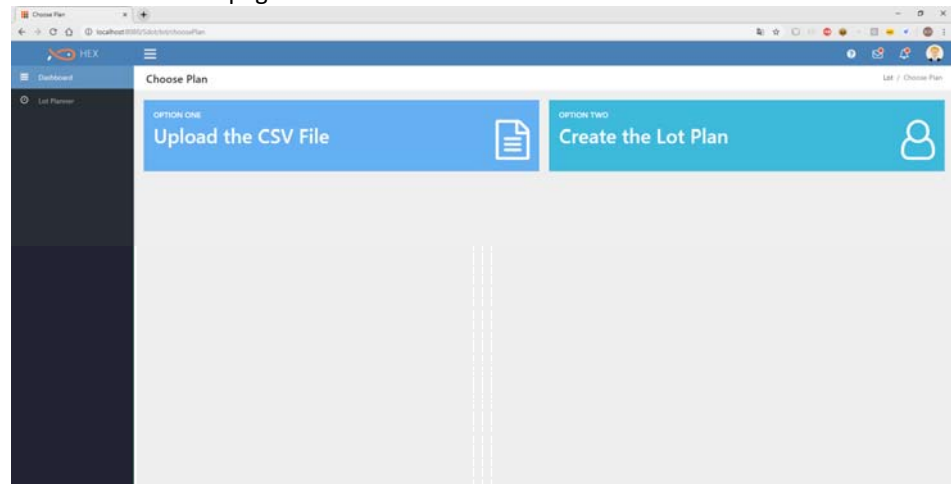 Choose Plan
HEX
Dashboard
Choose Plan
Lot / Choose Plan
Lot Planner
OPTION ONE
Upload the CSV File
OPTION TWO
Create the Lot Plan